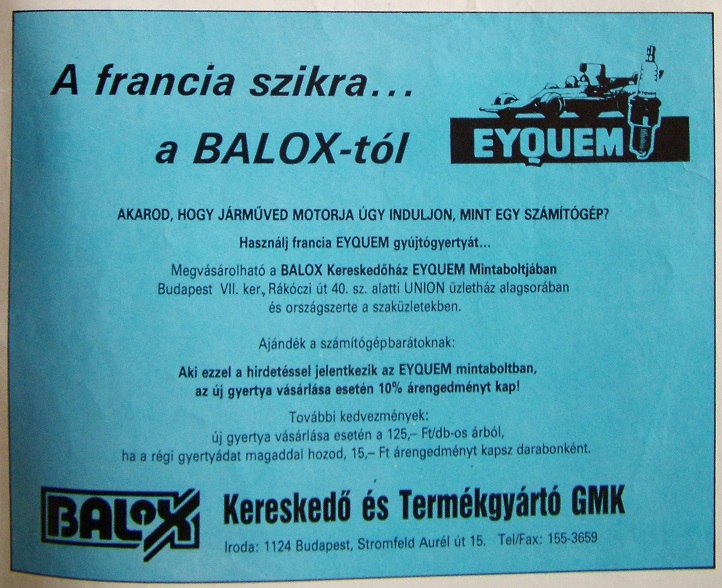 A francia szikra...
a BALOX-tól
EYQUEM
AKAROD, HOGY JÁRMŰVED MOTORJA ÚGY INDULJON, MINT EGY SZÁMÍTÓGÉP?
Használj francia EYQUEM gyújtógyertyát...
Megvásárolható a BALOX Kereskedőház EYQUEM Mintaboltjában
Budapest VII. ker., Rákóczi út 40. sz. alatti UNION üzletház alagsorában
és országszerte a szaküzletekben.
Ajándék a számítógépbarátoknak:
Aki ezzel a hirdetéssel jelentkezik az EYQUEM mintaboltban,
az új gyertya vásárlása esetén 10% árengedményt kap!
További kedvezmények:
új gyertya vásárlása esetén a 125,– Ft/db-os árból,
ha a régi gyertyádat magaddal hozod, 15,– Ft árengedményt kapsz darabonként.
BALOX
Kereskedő és Termékgyártó GMK
Iroda: 1124 Budapest, Stromfeld Aurél út 15. Tel/Fax: 155-3659